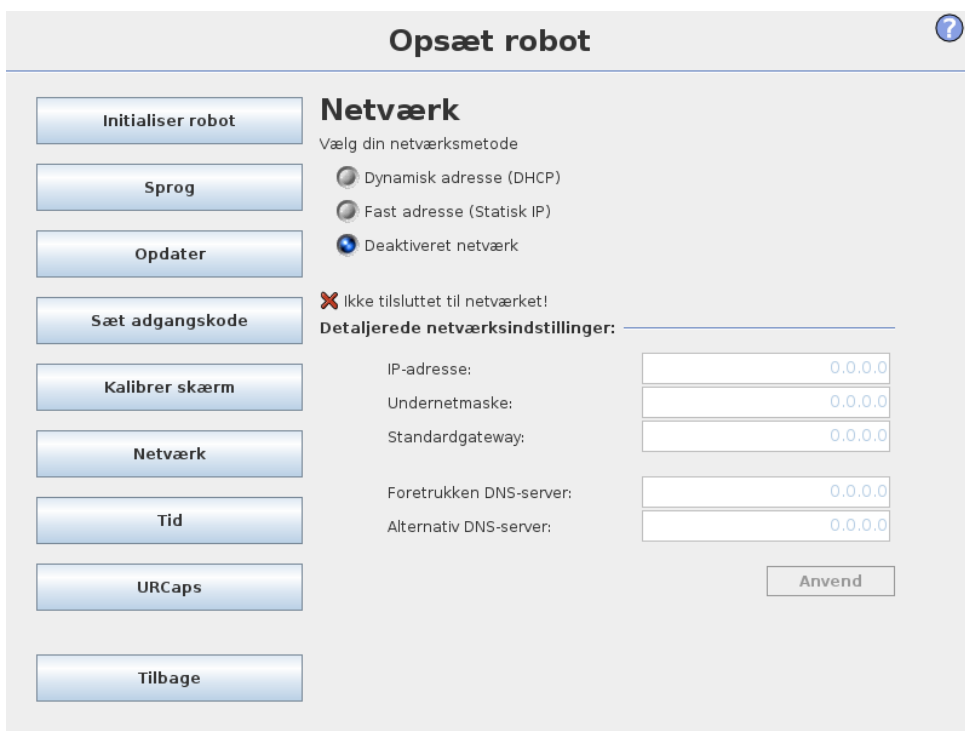 Opsæt robot
?
Initialiser robot
Sprog
Opdater
Sæt adgangskode
Kalibrer skærm
Netværk
Tid
URCaps
Tilbage
Netværk
Vælg din netværksmetode
Dynamisk adresse (DHCP)
Fast adresse (Statisk IP)
Deaktiveret netværk
Ikke tilsluttet til netværket!
Detaljerede netværksindstillinger:
IP-adresse: 0.0.0.0
Undernetmaske: 0.0.0.0
Standardgateway: 0.0.0.0
Foretrukken DNS-server: 0.0.0.0
Alternativ DNS-server: 0.0.0.0
Anvend